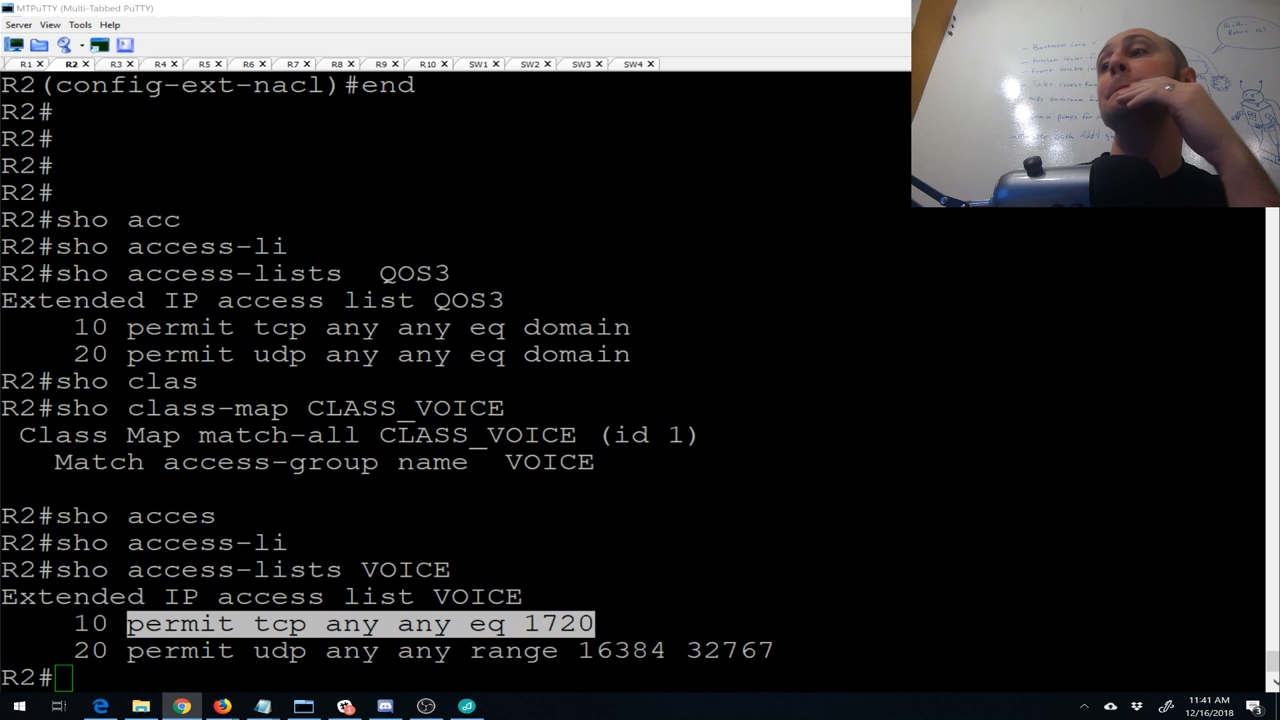 MTPuTTY (Multi-Tabbed PuTTY)
Server View Tools Help
R1 R2 R3 R4 R5 R6 R7 R8 R9 R10 SW1 SW2 SW3 SW4
R2(config-ext-nacl)#end
R2#
R2#
R2#
R2#
R2#sho acc
R2#sho access-li
R2#sho access-lists  QOS3
Extended IP access list QOS3
    10 permit tcp any any eq domain
    20 permit udp any any eq domain
R2#sho clas
R2#sho class-map CLASS_VOICE
 Class Map match-all CLASS_VOICE (id 1)
   Match access-group name  VOICE
R2#sho acces
R2#sho access-li
R2#sho access-lists VOICE
Extended IP access list VOICE
    10 permit tcp any any eq 1720
    20 permit udp any any range 16384 32767
R2#
11:41 AM
12/16/2018
3